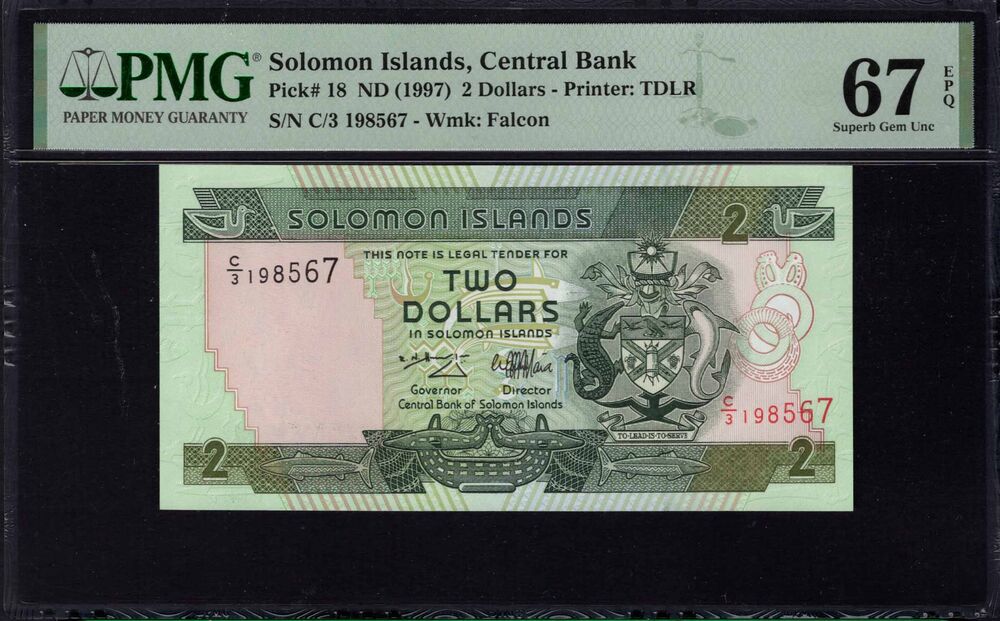 PMG®
PAPER MONEY GUARANTY
Solomon Islands, Central Bank
Pick# 18 ND (1997) 2 Dollars - Printer: TDLR
S/N C/3 198567 - Wmk: Falcon
67
EPQ
Superb Gem Unc
SOLOMON ISLANDS
2
C/3 198567
THIS NOTE IS LEGAL TENDER FOR
TWO
DOLLARS
IN SOLOMON ISLANDS
Governor Director
Central Bank of Solomon Islands
C/3 198567
TO·LEAD·IS·TO·SERVE
2
2